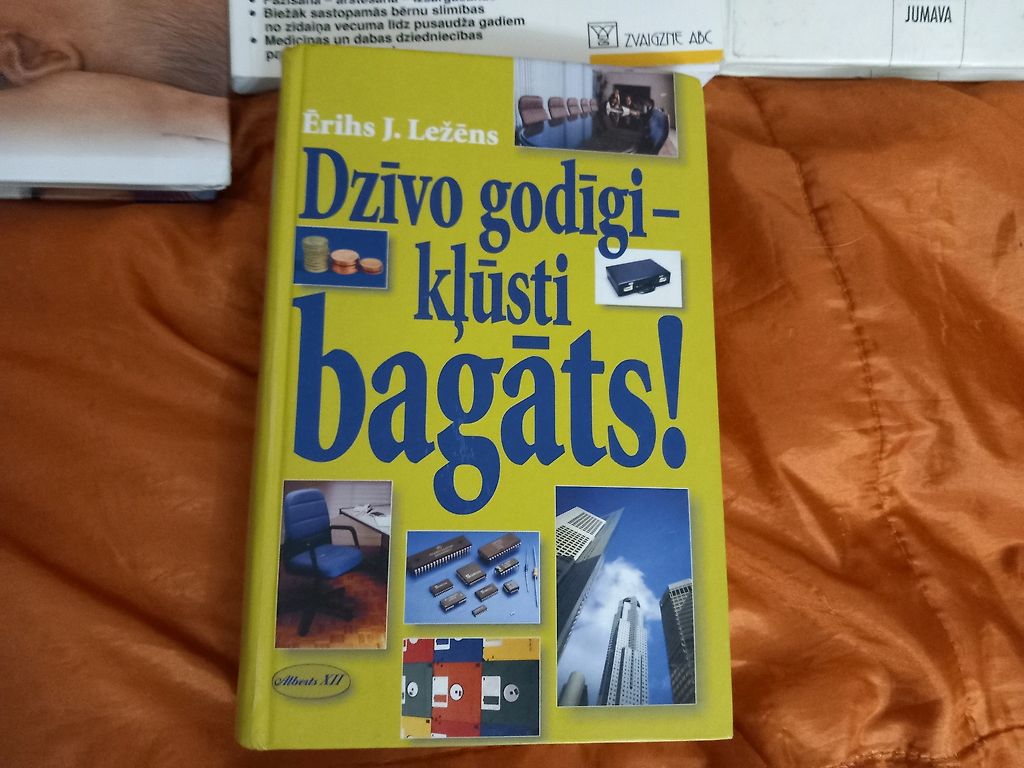 • Biežāk sastopamās bērnu slimības
no zīdaiņa vecuma līdz pusaudža gadiem
• Medicīnas un dabas dziedniecības
ZVAIGZNE ABC
JUMAVA
Ērihs J. Ležēns
Dzīvo godīgi –
kļūsti
bagāts!
Alberts XII